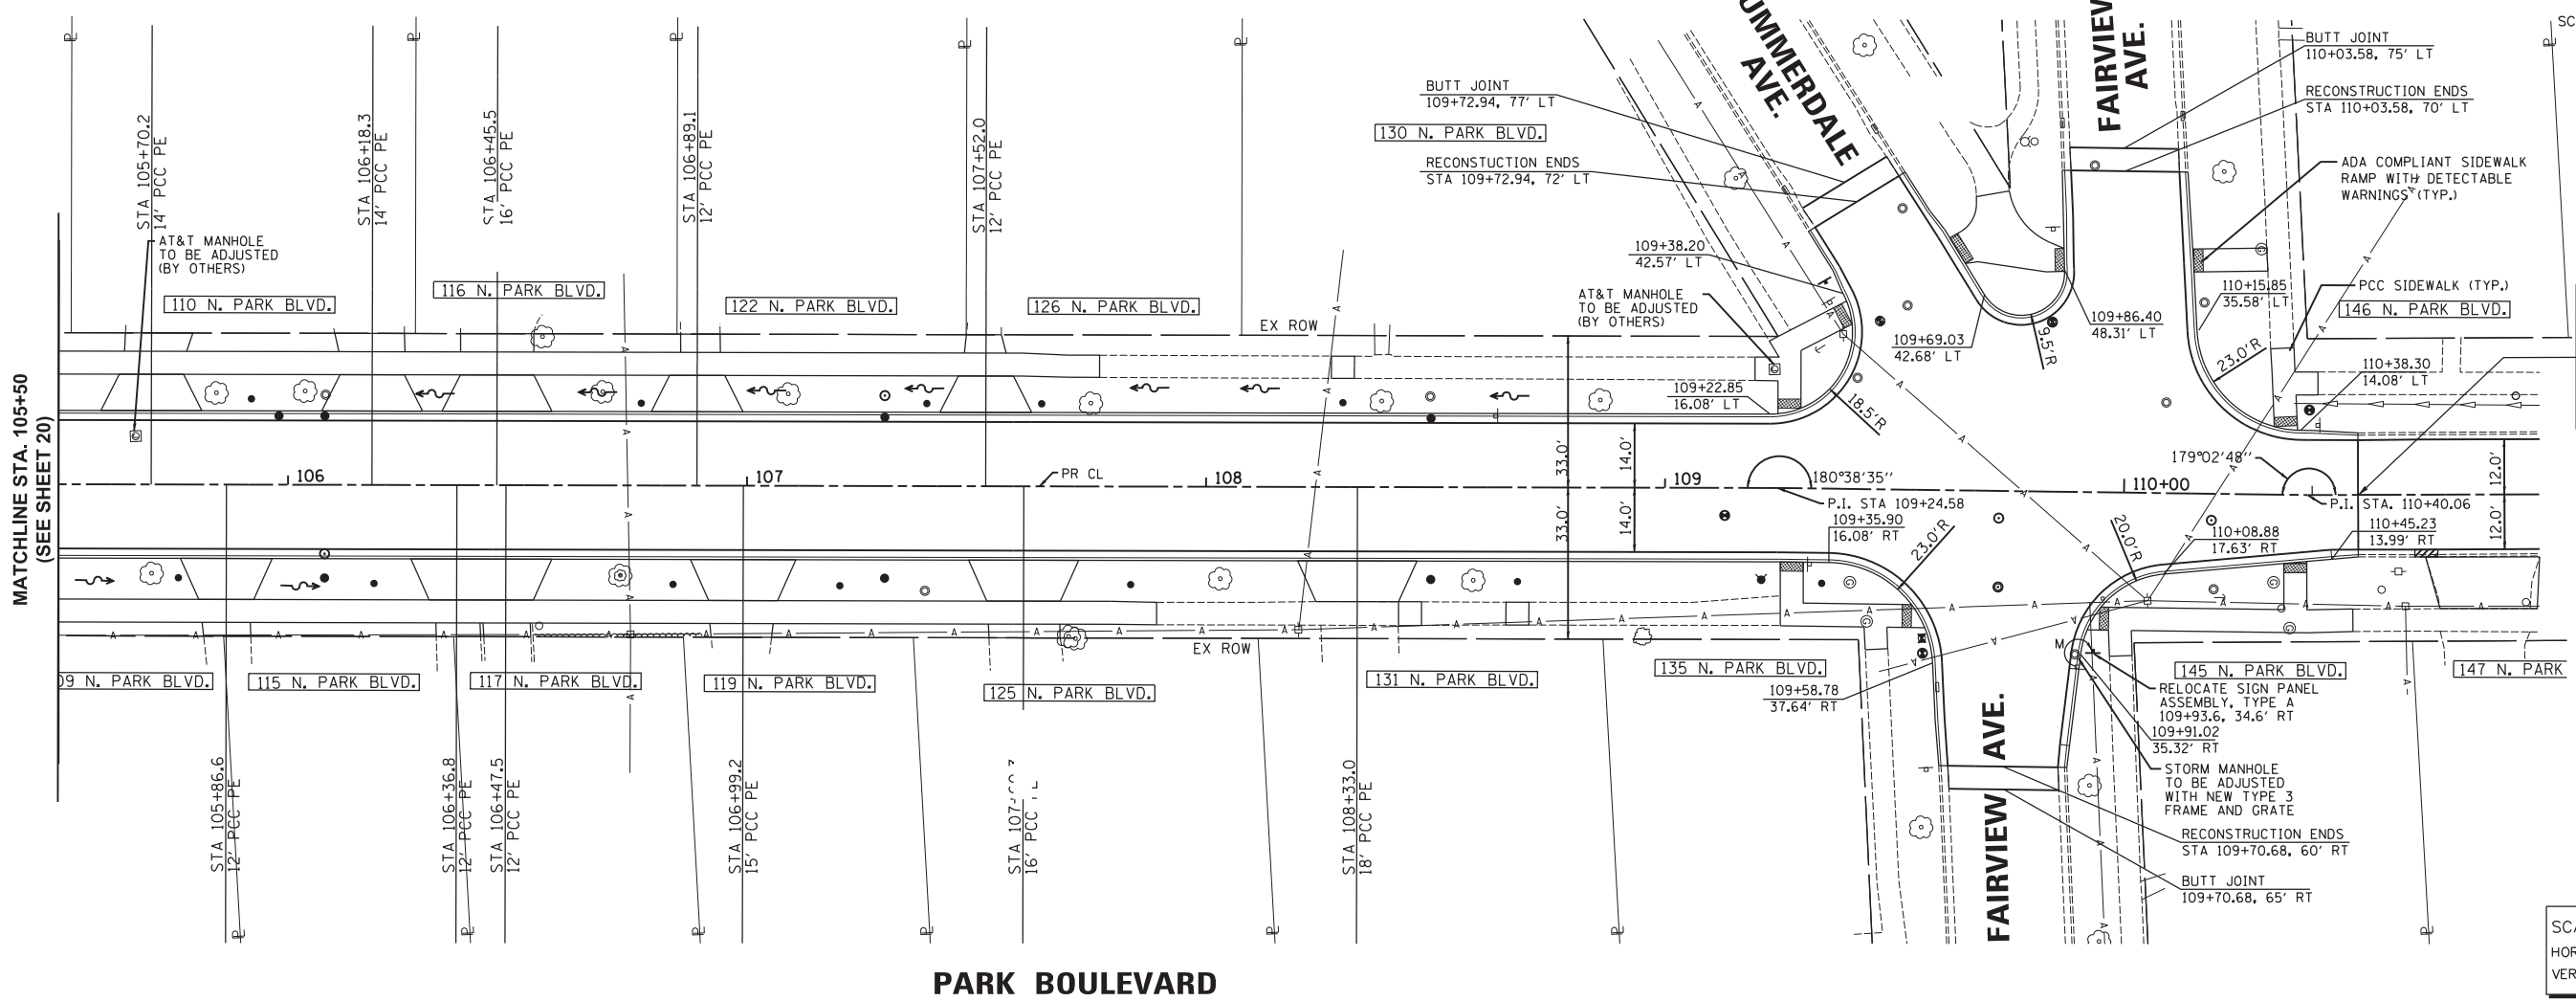 SUMMERDALE
AVE.
FAIRVIEW
AVE.
BUTT JOINT
110+03.58, 75' LT
RECONSTRUCTION ENDS
STA 110+03.58, 70' LT
ADA COMPLIANT SIDEWALK
RAMP WITH DETECTABLE
WARNINGS (TYP.)
PCC SIDEWALK (TYP.)
146 N. PARK BLVD.
BUTT JOINT
109+72.94, 77' LT
130 N. PARK BLVD.
RECONSTUCTION ENDS
STA 109+72.94, 72' LT
109+38.20
42.57' LT
AT&T MANHOLE
TO BE ADJUSTED
(BY OTHERS)
109+22.85
16.08' LT
109+69.03
42.68' LT
109+86.40
48.31' LT
110+15.85
35.58' LT
110+38.30
14.08' LT
18.5'R
9.5'R
23.0'R
STA 105+70.2
14' PCC PE
STA 106+18.3
14' PCC PE
STA 106+45.5
16' PCC PE
STA 106+89.1
12' PCC PE
STA 107+52.0
12' PCC PE
AT&T MANHOLE
TO BE ADJUSTED
(BY OTHERS)
110 N. PARK BLVD.
116 N. PARK BLVD.
122 N. PARK BLVD.
126 N. PARK BLVD.
EX ROW
MATCHLINE STA. 105+50
(SEE SHEET 20)
106
107
PR CL
108
109
110+00
33.0'
14.0'
33.0'
14.0'
180°38'35"
P.I. STA 109+24.58
179°02'48"
P.I. STA. 110+40.06
12.0'
12.0'
109+35.90
16.08' RT
23.0'R
20.0'R
110+08.88
17.63' RT
110+45.23
13.99' RT
EX ROW
09 N. PARK BLVD.
115 N. PARK BLVD.
117 N. PARK BLVD.
119 N. PARK BLVD.
125 N. PARK BLVD.
131 N. PARK BLVD.
135 N. PARK BLVD.
145 N. PARK BLVD.
147 N. PARK
109+58.78
37.64' RT
M
RELOCATE SIGN PANEL
ASSEMBLY, TYPE A
109+93.6, 34.6' RT
109+91.02
35.32' RT
STORM MANHOLE
TO BE ADJUSTED
WITH NEW TYPE 3
FRAME AND GRATE
RECONSTRUCTION ENDS
STA 109+70.68, 60' RT
BUTT JOINT
109+70.68, 65' RT
STA 105+86.6
12' PCC PE
STA 106+36.8
12' PCC PE
STA 106+47.5
12' PCC PE
STA 106+99.2
15' PCC PE
STA
16' PCC
STA 108+33.0
18' PCC PE
FAIRVIEW AVE.
PARK BOULEVARD
SCA
HOR
VER